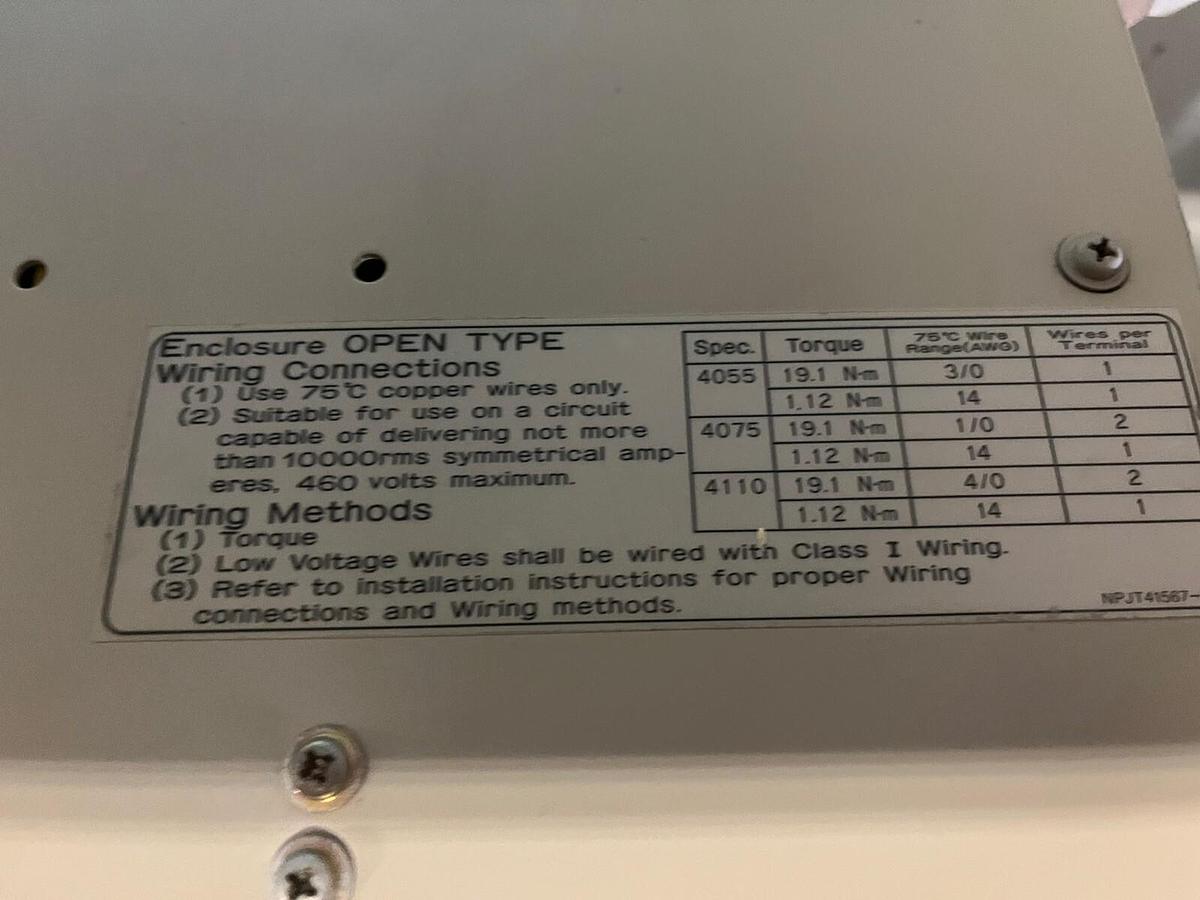 Enclosure OPEN TYPE
Wiring Connections
(1) Use 75℃ copper wires only.
(2) Suitable for use on a circuit
capable of delivering not more
than 10000rms symmetrical amp-
eres, 460 volts maximum.
Wiring Methods
(1) Torque
(2) Low Voltage Wires shall be wired with Class I Wiring.
(3) Refer to installation instructions for proper Wiring
connections and Wiring methods.
Spec. Torque 75℃ Wire Range(AWG) Wires per Terminal
4055 19.1 N-m 3/0 1
1.12 N-m 14 1
4075 19.1 N-m 1/0 2
1.12 N-m 14 1
4110 19.1 N-m 4/0 2
1.12 N-m 14 1
NPJT41567-